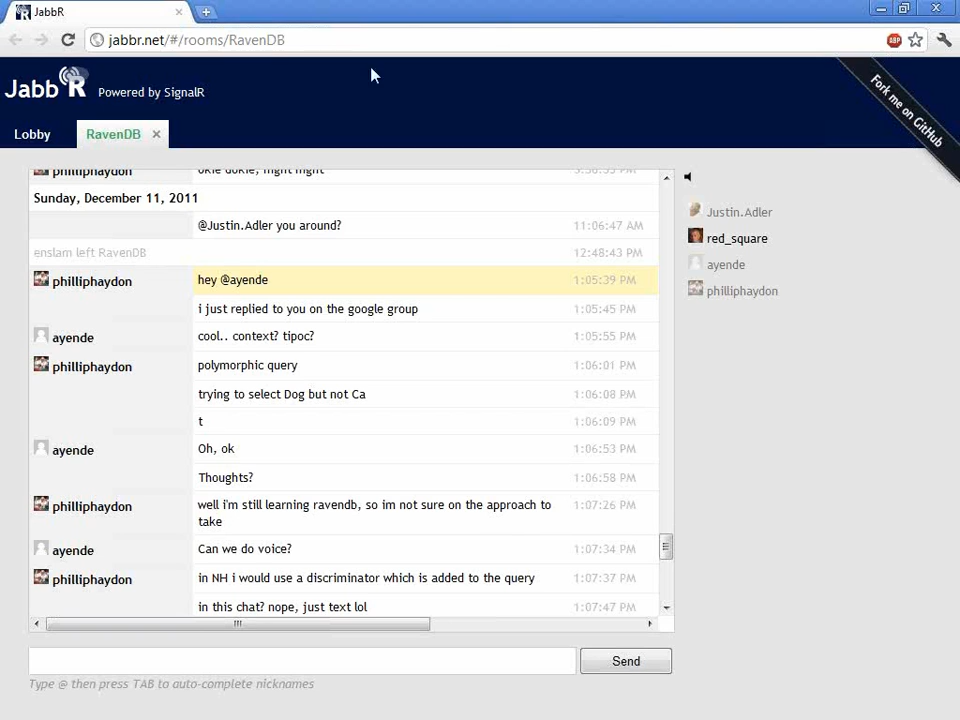 JabbR
jabbr.net/#/rooms/RavenDB
ABP
JabbR Powered by SignalR
Fork me on GitHub
Lobby RavenDB
philliphaydon okie dokie, night night
Sunday, December 11, 2011
@Justin.Adler you around? 11:06:47 AM
enslam left RavenDB 12:48:43 PM
philliphaydon hey @ayende 1:05:39 PM
i just replied to you on the google group 1:05:45 PM
ayende cool.. context? tipoc? 1:05:55 PM
philliphaydon polymorphic query 1:06:01 PM
trying to select Dog but not Ca 1:06:08 PM
t 1:06:09 PM
ayende Oh, ok 1:06:53 PM
Thoughts? 1:06:58 PM
philliphaydon well i'm still learning ravendb, so im not sure on the approach to 1:07:26 PM
take
ayende Can we do voice? 1:07:34 PM
philliphaydon in NH i would use a discriminator which is added to the query 1:07:37 PM
in this chat? nope, just text lol 1:07:47 PM
Justin.Adler
red_square
ayende
philliphaydon
Send
Type @ then press TAB to auto-complete nicknames